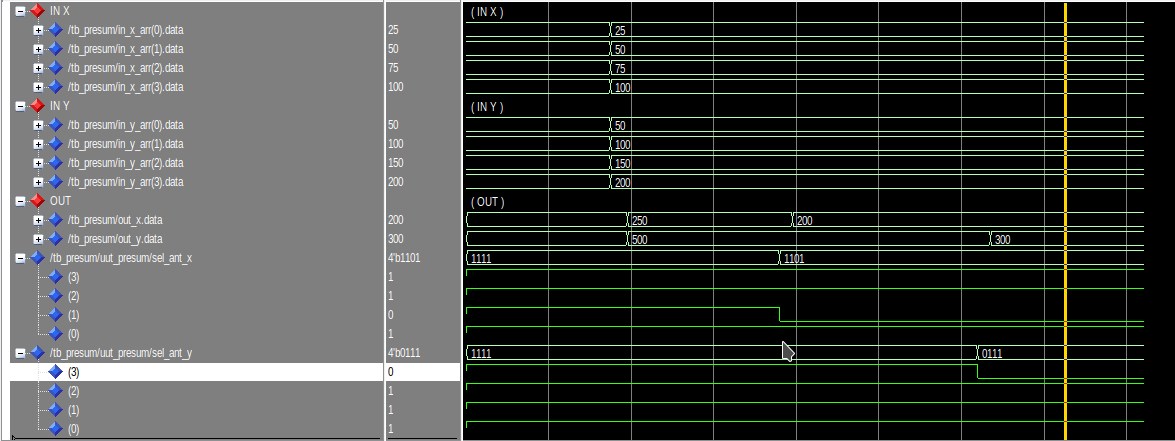 IN X ( IN X )
/tb_presum/in_x_arr(0).data 25 25
/tb_presum/in_x_arr(1).data 50 50
/tb_presum/in_x_arr(2).data 75 75
/tb_presum/in_x_arr(3).data 100 100
IN Y ( IN Y )
/tb_presum/in_y_arr(0).data 50 50
/tb_presum/in_y_arr(1).data 100 100
/tb_presum/in_y_arr(2).data 150 150
/tb_presum/in_y_arr(3).data 200 200
OUT ( OUT )
/tb_presum/out_x.data 200 250 200
/tb_presum/out_y.data 300 500 300
/tb_presum/uut_presum/sel_ant_x 4'b1101 1111 1101
(3) 1
(2) 1
(1) 0
(0) 1
/tb_presum/uut_presum/sel_ant_y 4'b0111 1111 0111
(3) 0
(2) 1
(1) 1
(0) 1